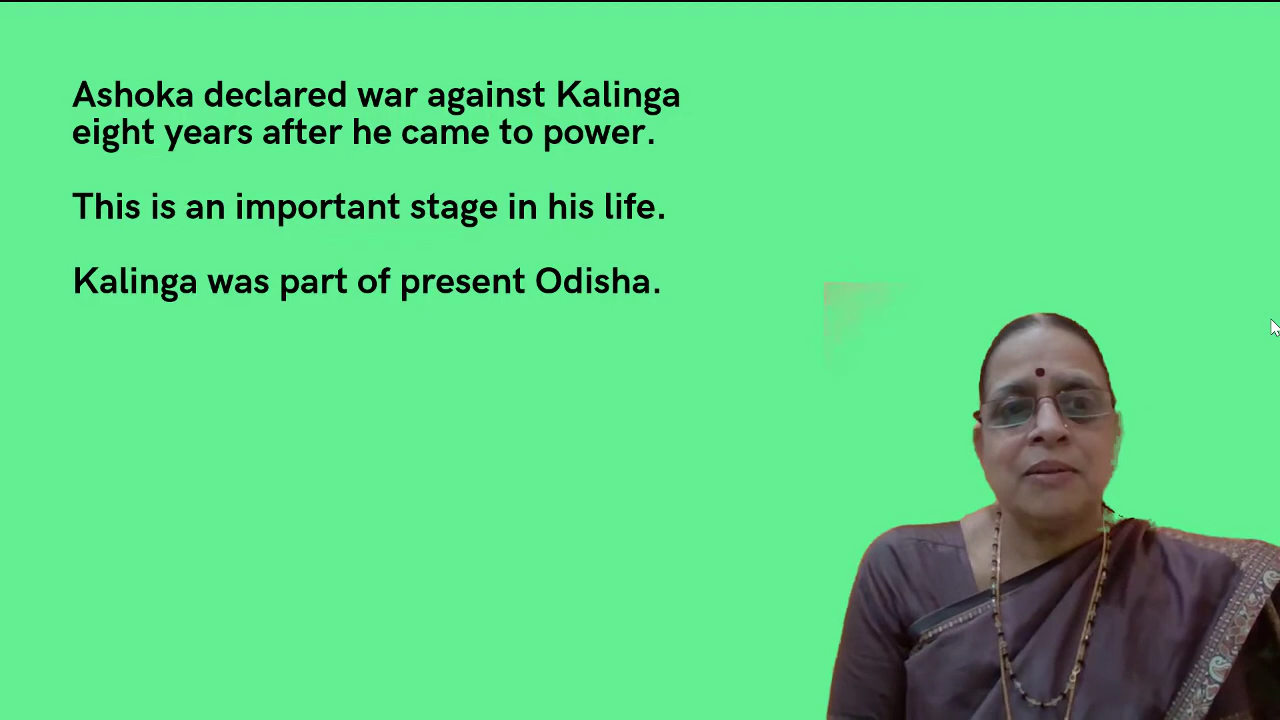 Ashoka declared war against Kalinga
eight years after he came to power.
This is an important stage in his life.
Kalinga was part of present Odisha.